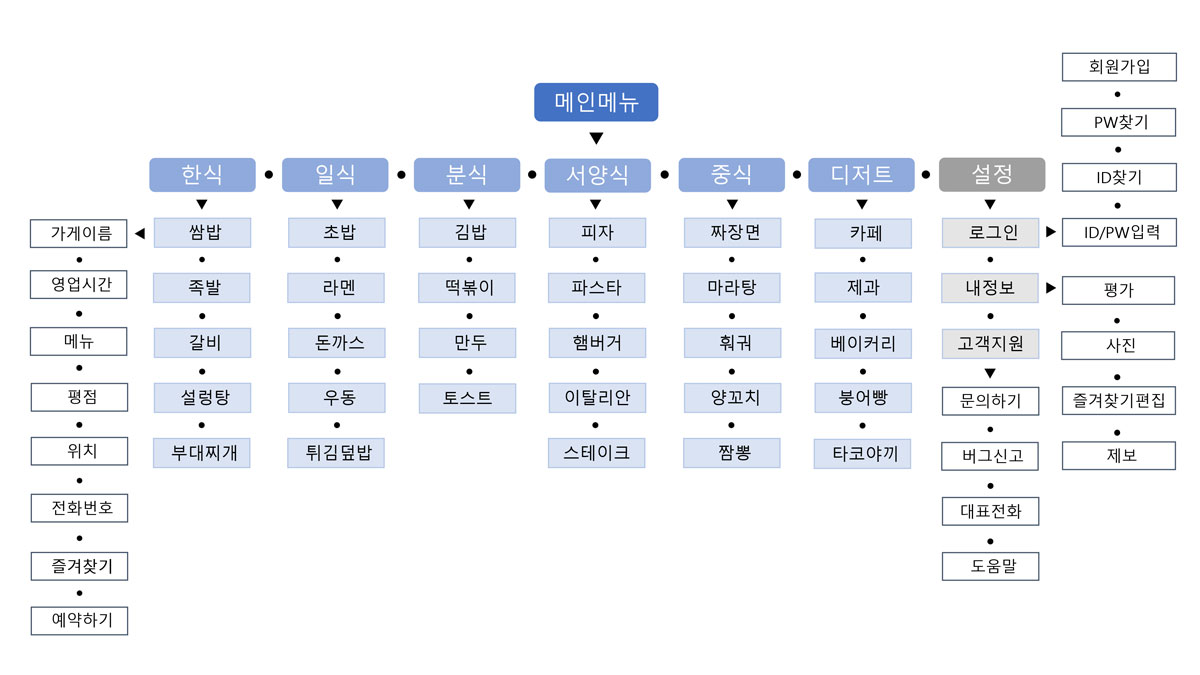 메인메뉴
한식
일식
분식
서양식
중식
디저트
설정
쌈밥
족발
갈비
설렁탕
부대찌개
가게이름
영업시간
메뉴
평점
위치
전화번호
즐겨찾기
예약하기
초밥
라멘
돈까스
우동
튀김덮밥
김밥
떡볶이
만두
토스트
피자
파스타
햄버거
이탈리안
스테이크
짜장면
마라탕
훠궈
양꼬치
짬뽕
카페
제과
베이커리
붕어빵
타코야끼
로그인
내정보
고객지원
문의하기
버그신고
대표전화
도움말
회원가입
PW찾기
ID찾기
ID/PW입력
평가
사진
즐겨찾기편집
제보